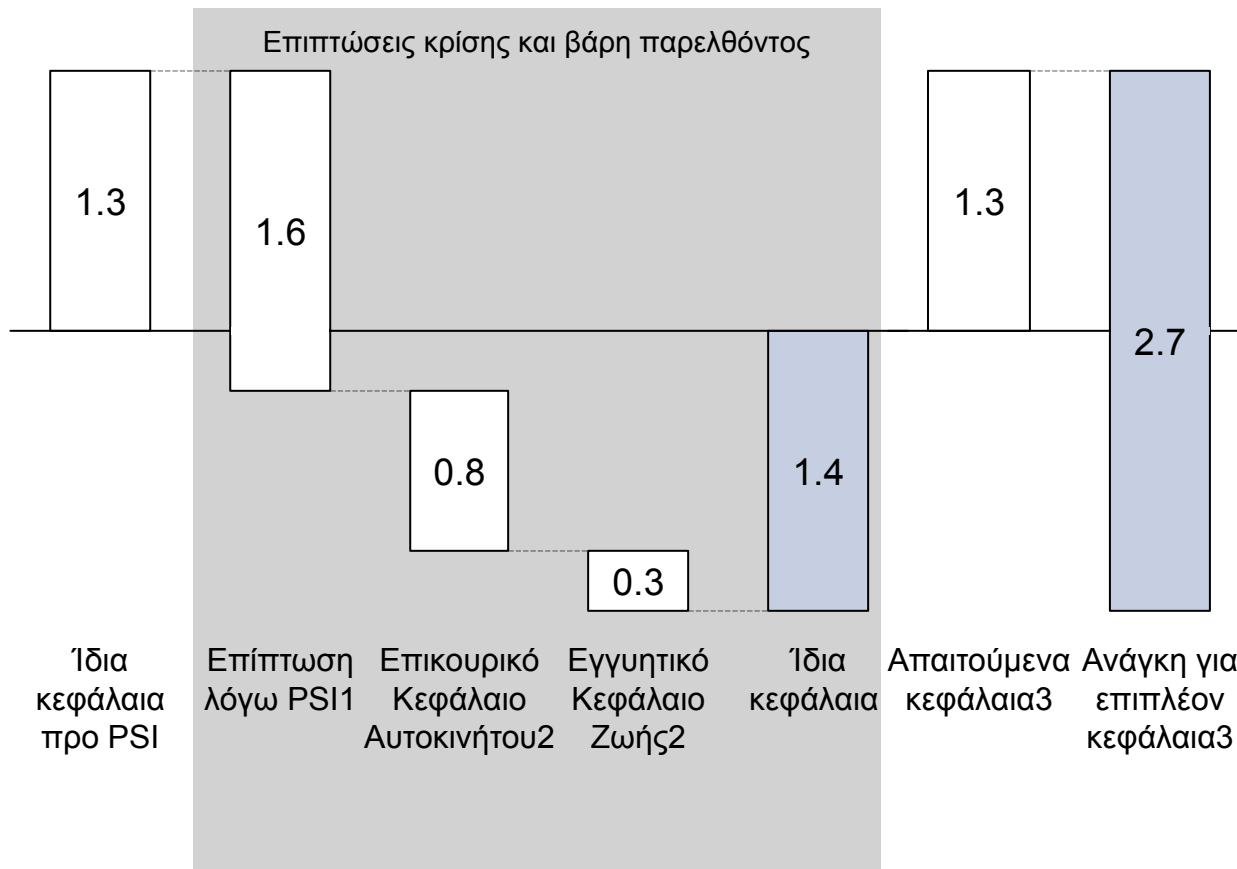 Επιπτώσεις κρίσης και βάρη παρελθόντος
1.3
1.6
0.8
0.3
1.4
1.3
2.7
Ίδια
κεφάλαια
προ PSI
Επίπτωση
λόγω PSI1
Επικουρικό
Κεφάλαιο
Αυτοκινήτου2
Εγγυητικό
Κεφάλαιο
Ζωής2
Ίδια
κεφάλαια
Απαιτούμενα
κεφάλαια3
Ανάγκη για
επιπλέον
κεφάλαια3